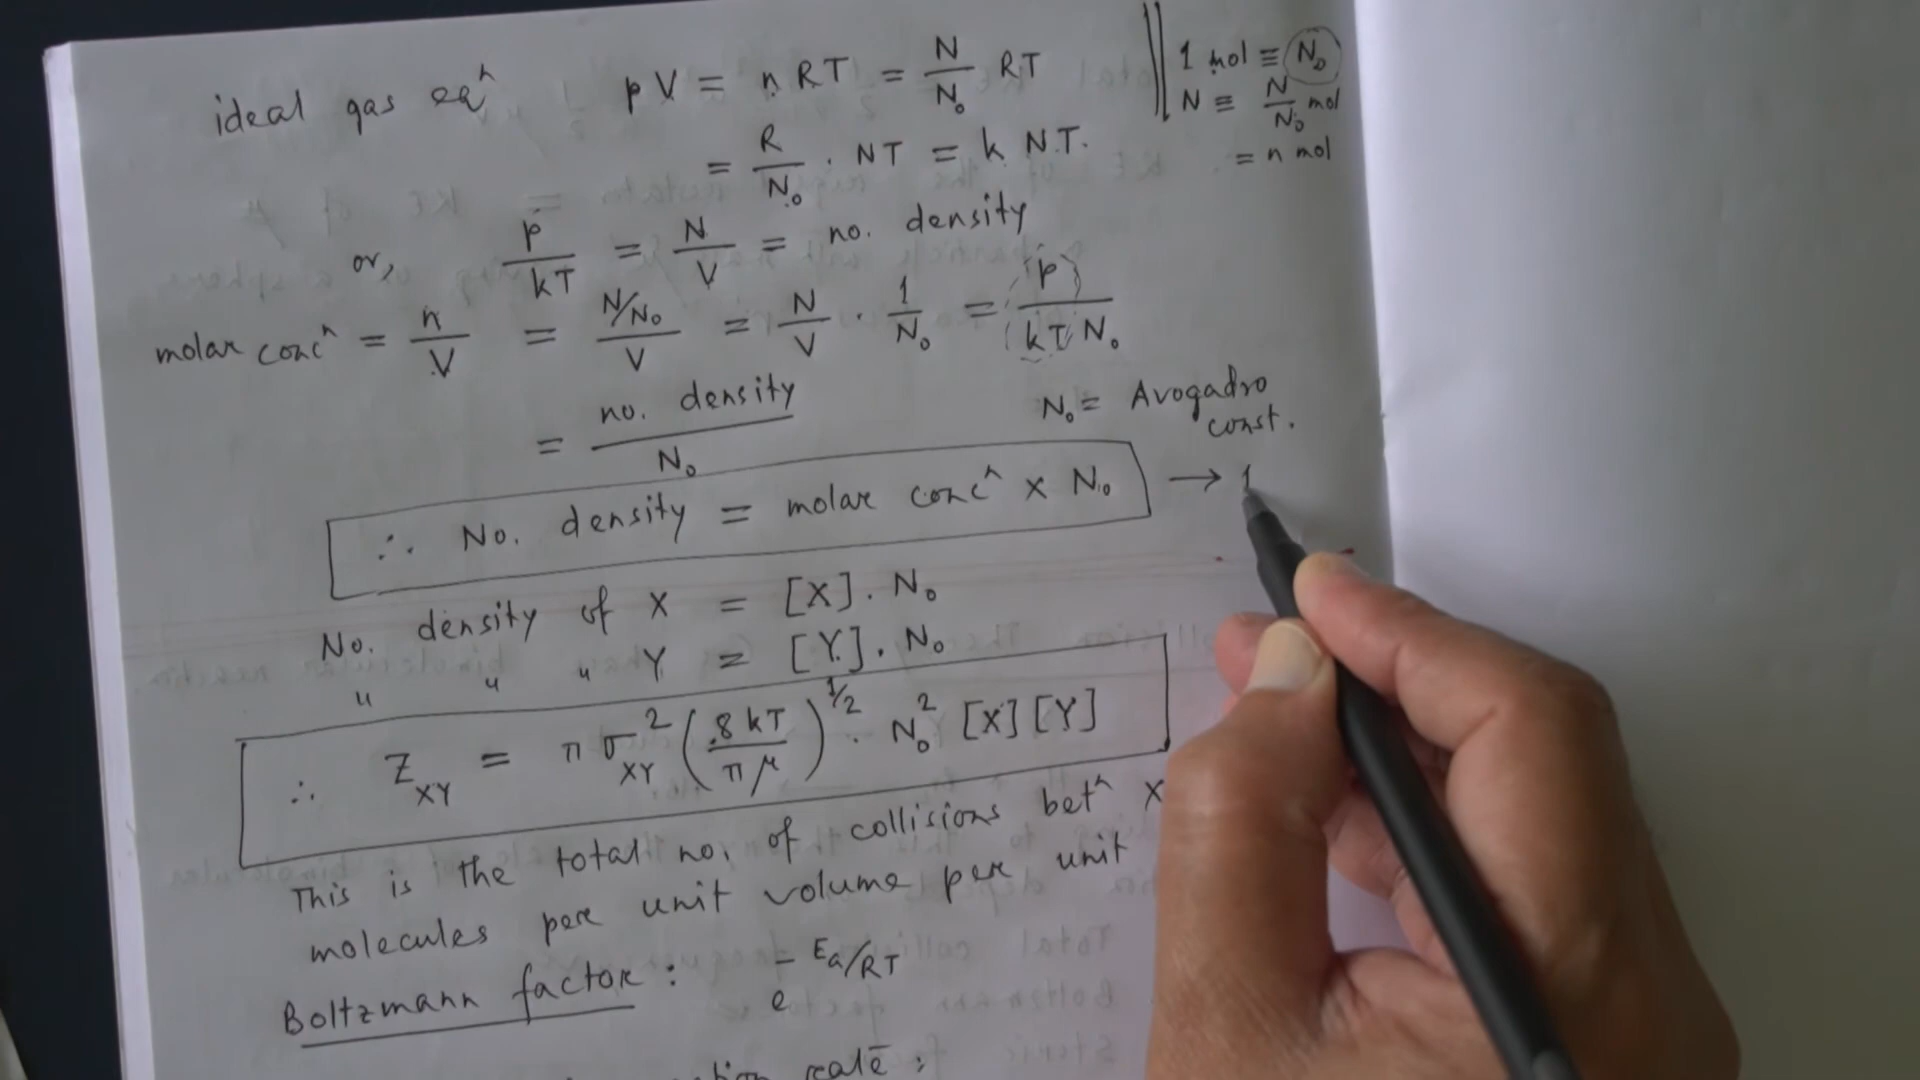 ideal gas eqⁿ pV = nRT = N/N₀ RT
= R/N₀ . NT = k N.T.
1 mol ≡ N₀
N ≡ N/N₀ mol
= n mol
or, p/kT = N/V = no. density
molar concⁿ = n/V = N/N₀/V = N/V . 1/N₀ = p/kT N₀
= no. density/N₀
N₀ = Avogadro
const.
∴ No. density = molar concⁿ x N₀ → 1
No. density of X = [X]. N₀
" " " Y = [Y]. N₀
∴ Z_XY = π σ_XY² (8kT/πμ)^1/2 . N₀² [X][Y]
This is the total no. of collisions betⁿ X
molecules per unit volume per unit
Boltzmann factor : e^-Ea/RT
rate :